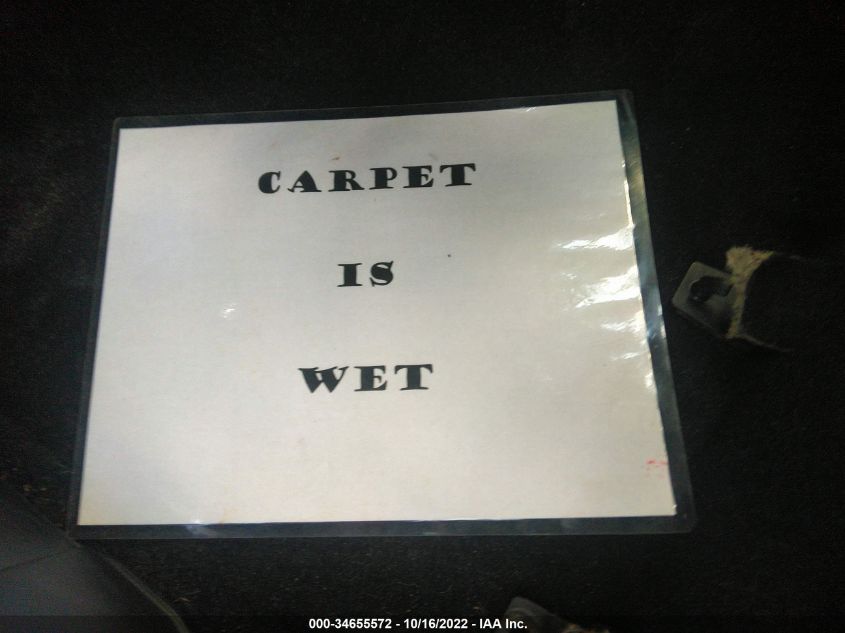 CARPET
IS
WET
000-34655572 - 10/16/2022 - IAA Inc.